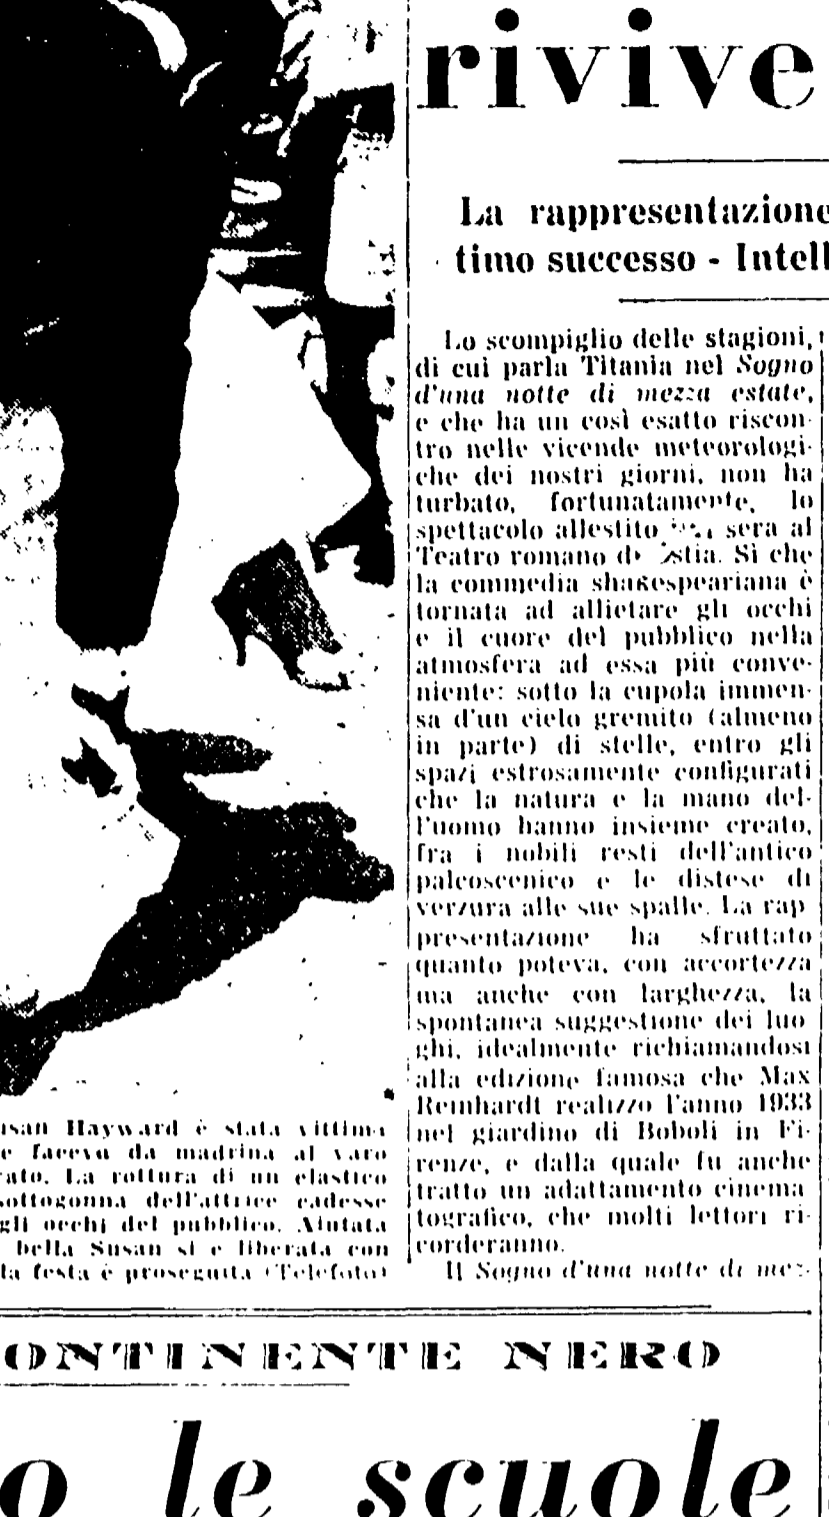 rivive
La rappresentazione
timo successo - Intell
Lo scompiglio delle stagioni,
di cui parla Titania nel Sogno
d'una notte di mezza estate,
e che ha un così esatto riscon-
tro nelle vicende meteorologi-
che dei nostri giorni, non ha
turbato, fortunatamente, lo
spettacolo allestito sera al
Teatro romano di Ostia. Sì che
la commedia shakespeariana è
tornata ad allietare gli occhi
e il cuore del pubblico nella
atmosfera ad essa più conve-
niente: sotto la cupola immen-
sa d'un cielo gremito (almeno
in parte) di stelle, entro gli
spazi estrosamente configurati
che la natura e la mano del-
l'uomo hanno insieme creato,
fra i nobili resti dell'antico
palcoscenico e le distese di
verzura alle sue spalle. La rap
presentazione ha sfruttato
quanto poteva, con accortezza
ma anche con larghezza, la
spontanea suggestione dei luo
ghi, idealmente richiamandosi
alla edizione famosa che Max
Reinhardt realizzò l'anno 1933
nel giardino di Boboli in Fi-
renze, e dalla quale fu anche
tratto un adattamento cinema
tografico, che molti lettori ri-
corderanno.
Il Sogno d'una notte di mez-
usan Hayward è stata vittima
e faceva da madrina al varo
rato. La rottura di un elastico
sottogonna dell'attrice cadesse
gli occhi del pubblico. Aiutata
bella Susan si è liberata con
la festa è proseguita (Telefoto)
ONTINENTE NERO
o le scuole